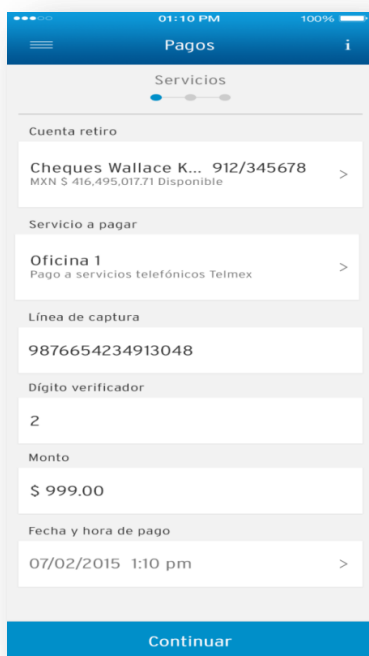 01:10 PM 100%
Pagos i
Servicios
Cuenta retiro
Cheques Wallace K... 912/345678 >
MXN $ 416,495,017.71 Disponible
Servicio a pagar
Oficina 1 >
Pago a servicios telefónicos Telmex
Línea de captura
9876654234913048
Dígito verificador
2
Monto
$ 999.00
Fecha y hora de pago
07/02/2015 1:10 pm >
Continuar